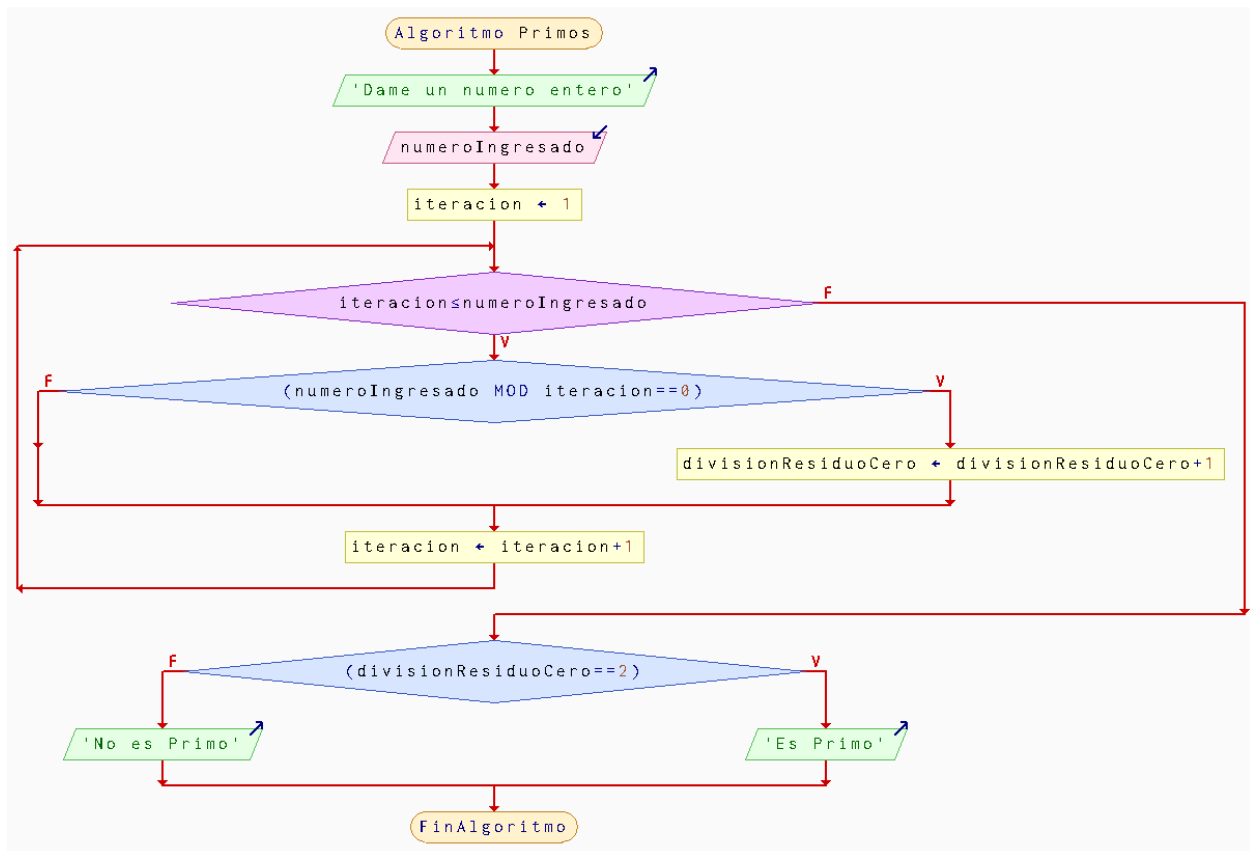 Algoritmo Primos
'Dame un numero entero'
numeroIngresado
iteracion ← 1
iteracion≤numeroIngresado
F
V
F
(numeroIngresado MOD iteracion==0)
V
divisionResiduoCero ← divisionResiduoCero+1
iteracion ← iteracion+1
F
(divisionResiduoCero==2)
V
'No es Primo'
'Es Primo'
FinAlgoritmo